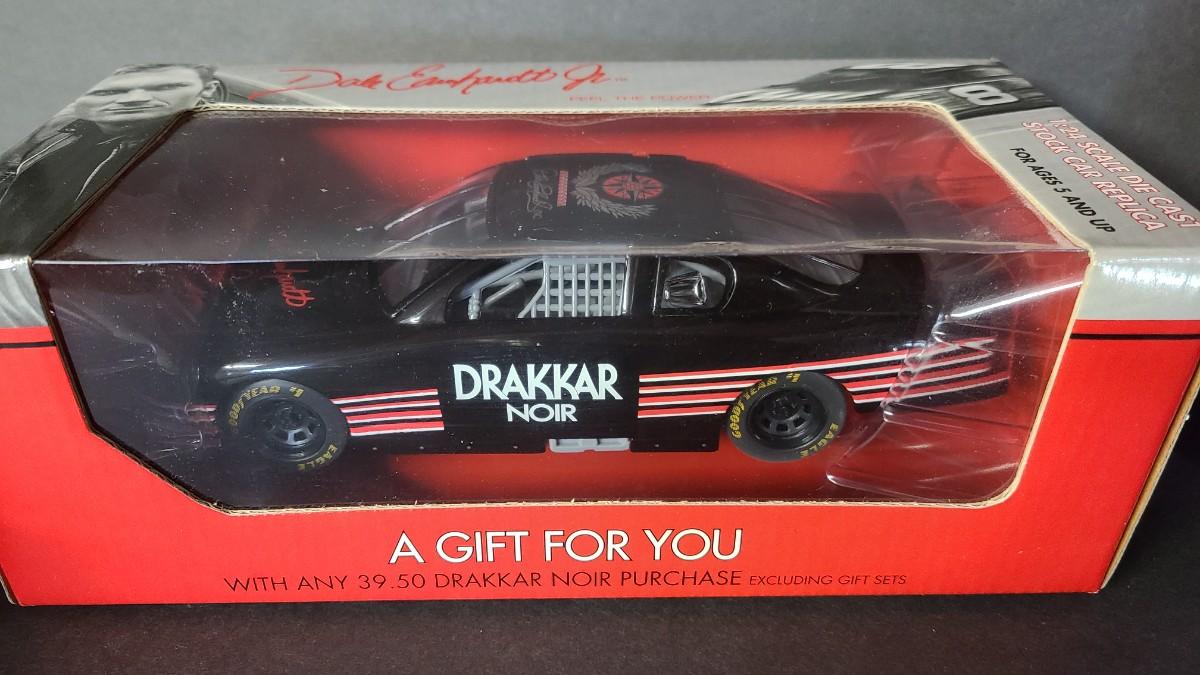 Dale Earnhardt Jr. ™
FEEL THE POWER
8
1:24 SCALE DIE CAST
STOCK CAR REPLICA
FOR AGES 5 AND UP
DRAKKAR
NOIR
GOODYEAR #1
EAGLE
GOODYEAR #1
EAGLE
A GIFT FOR YOU
WITH ANY 39.50 DRAKKAR NOIR PURCHASE EXCLUDING GIFT SETS